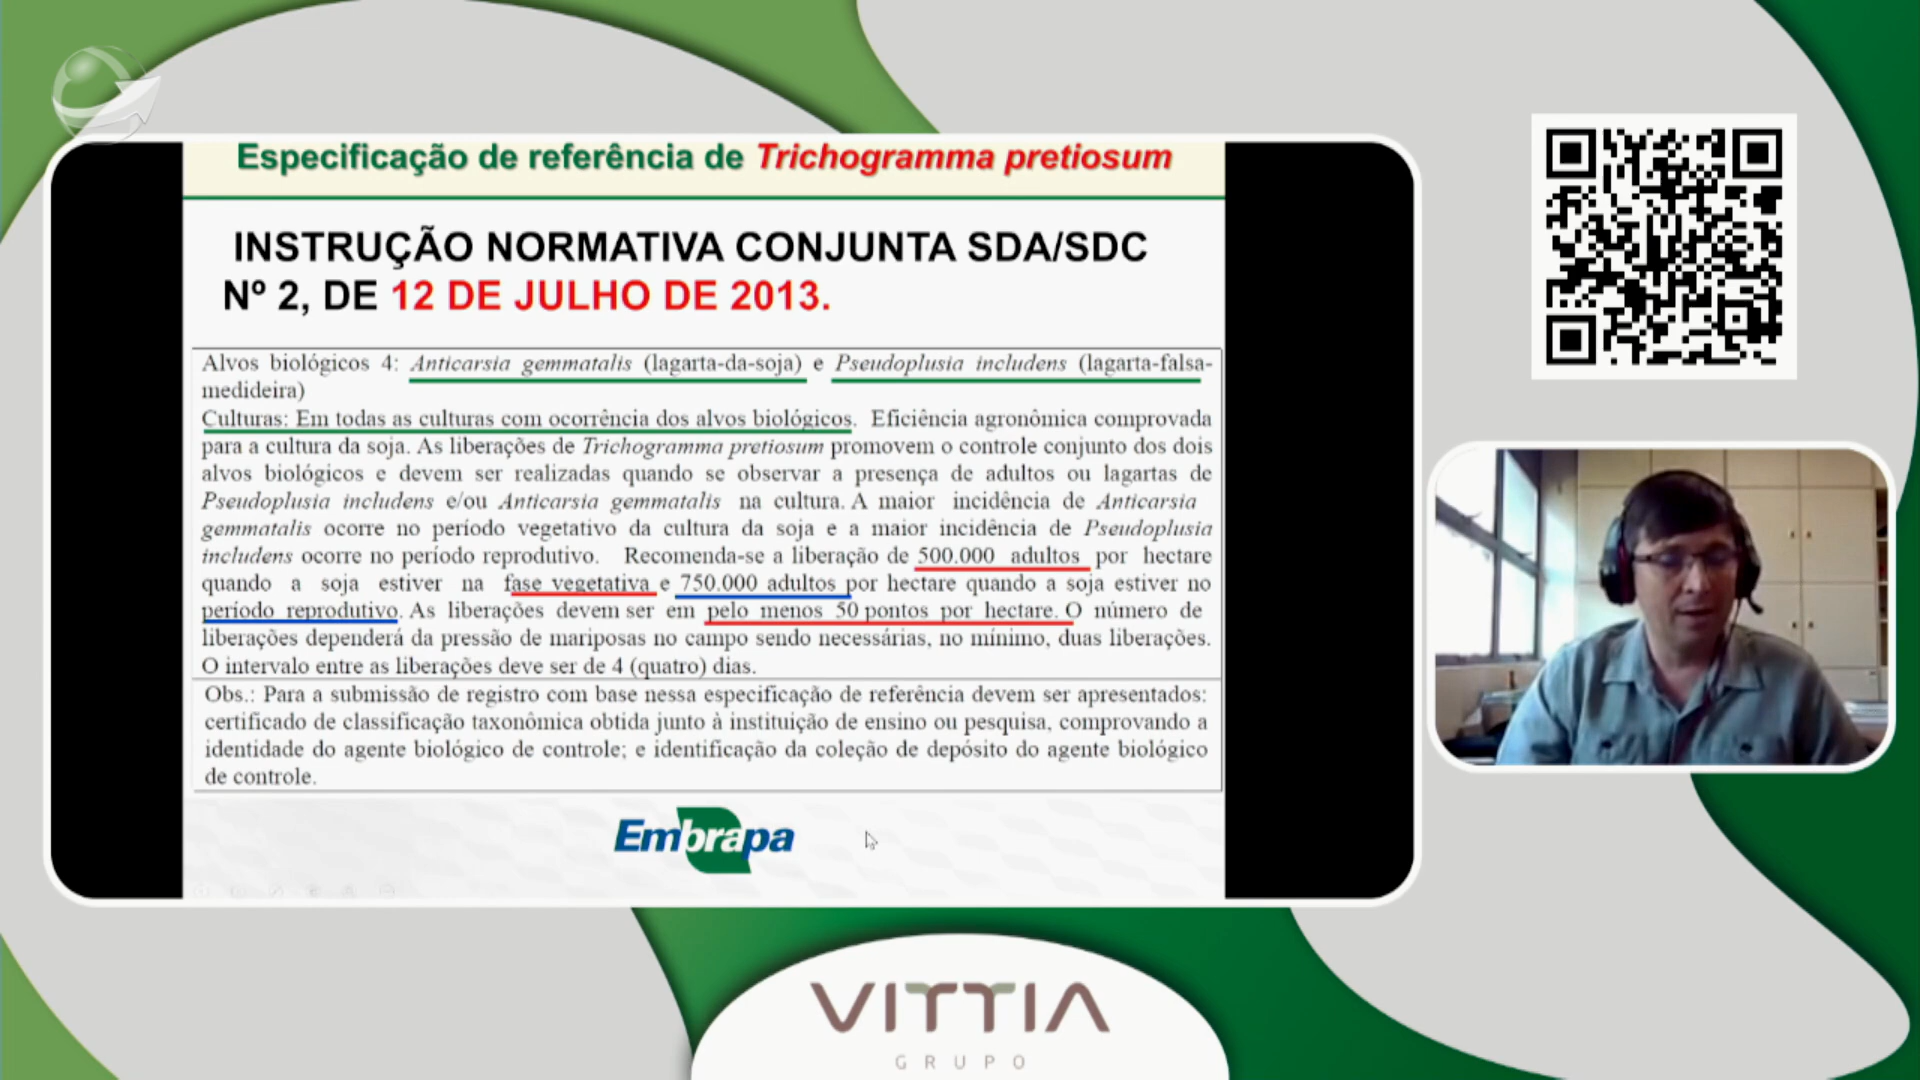 Especificação de referência de Trichogramma pretiosum
INSTRUÇÃO NORMATIVA CONJUNTA SDA/SDC
Nº 2, DE 12 DE JULHO DE 2013.
Alvos biológicos 4: Anticarsia gemmatalis (lagarta-da-soja) e Pseudoplusia includens (lagarta-falsa-
medideira)
Culturas: Em todas as culturas com ocorrência dos alvos biológicos. Eficiência agronômica comprovada
para a cultura da soja. As liberações de Trichogramma pretiosum promovem o controle conjunto dos dois
alvos biológicos e devem ser realizadas quando se observar a presença de adultos ou lagartas de
Pseudoplusia includens e/ou Anticarsia gemmatalis na cultura. A maior incidência de Anticarsia
gemmatalis ocorre no período vegetativo da cultura da soja e a maior incidência de Pseudoplusia
includens ocorre no período reprodutivo. Recomenda-se a liberação de 500.000 adultos por hectare
quando a soja estiver na fase vegetativa e 750.000 adultos por hectare quando a soja estiver no
período reprodutivo. As liberações devem ser em pelo menos 50 pontos por hectare. O número de
liberações dependerá da pressão de mariposas no campo sendo necessárias, no mínimo, duas liberações.
O intervalo entre as liberações deve ser de 4 (quatro) dias.
Obs.: Para a submissão de registro com base nessa especificação de referência devem ser apresentados:
certificado de classificação taxonômica obtida junto à instituição de ensino ou pesquisa, comprovando a
identidade do agente biológico de controle; e identificação da coleção de depósito do agente biológico
de controle.
Embrapa
VITTIA
GRUPO